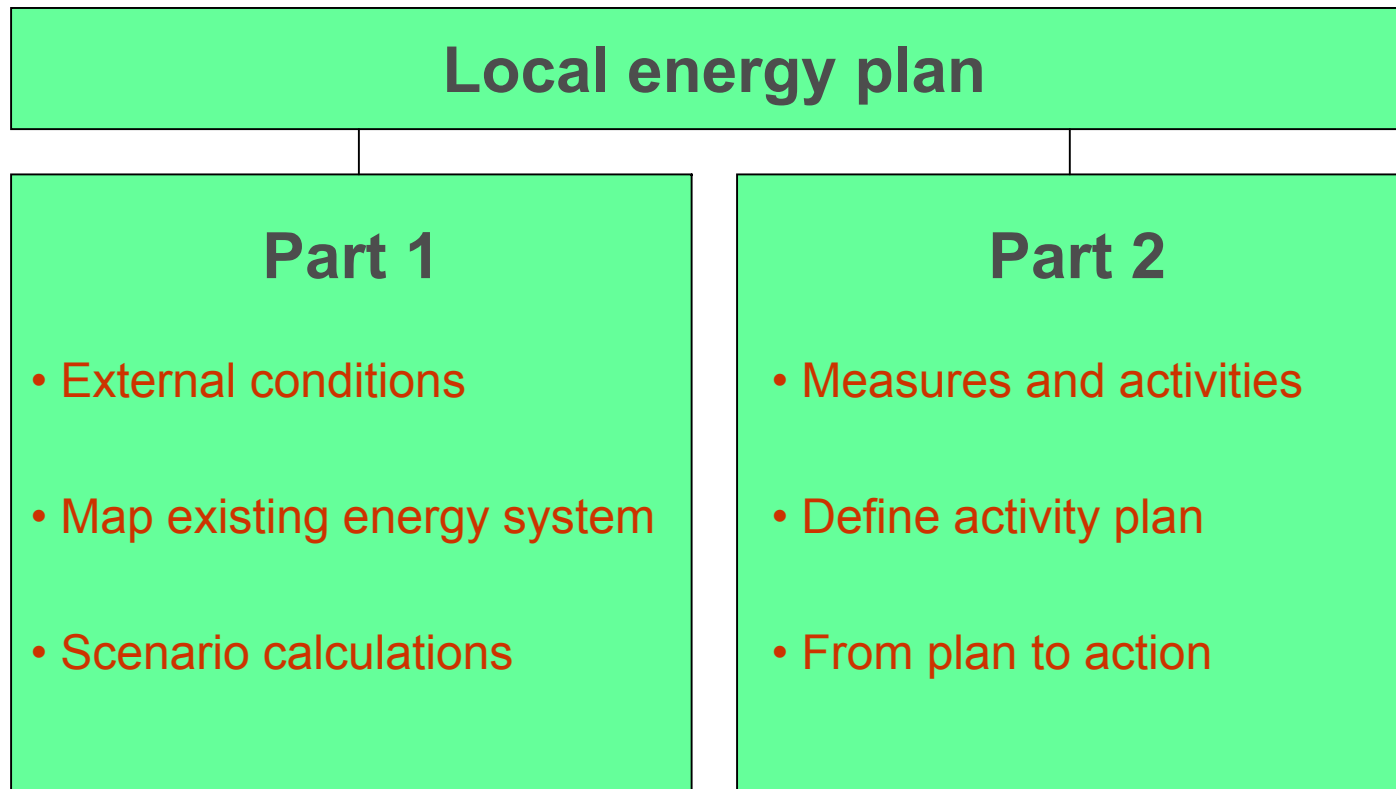 Local energy plan
Part 1
• External conditions
• Map existing energy system
• Scenario calculations
Part 2
• Measures and activities
• Define activity plan
• From plan to action